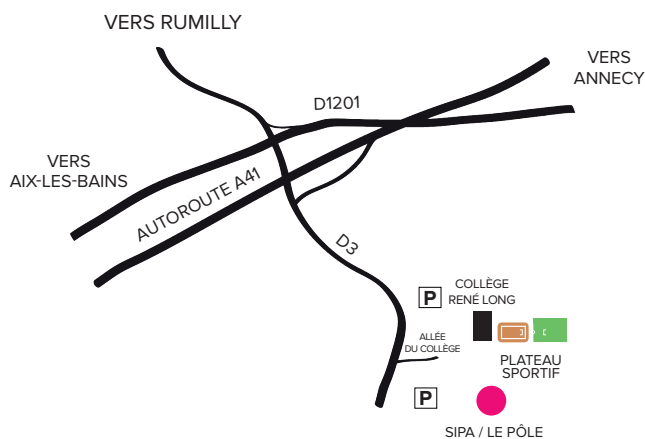 VERS RUMILLY
VERS
ANNECY
D1201
VERS
AIX-LES-BAINS
AUTOROUTE A41
D3
P
COLLÈGE
RENÉ LONG
ALLÉE
DU COLLÈGE
PLATEAU
SPORTIF
P
SIPA / LE PÔLE